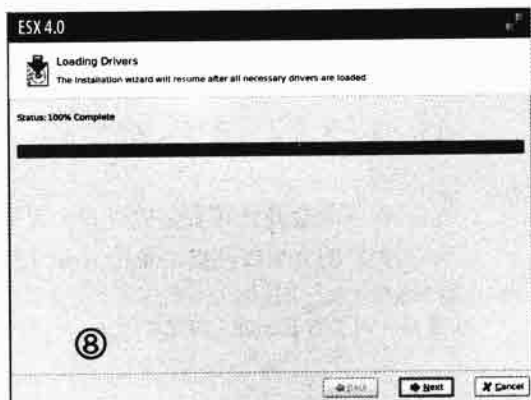 ESX 4.0
Loading Drivers
The installation wizard will resume after all necessary drivers are loaded
Status: 100% Complete
⑧
Back
Next
Cancel